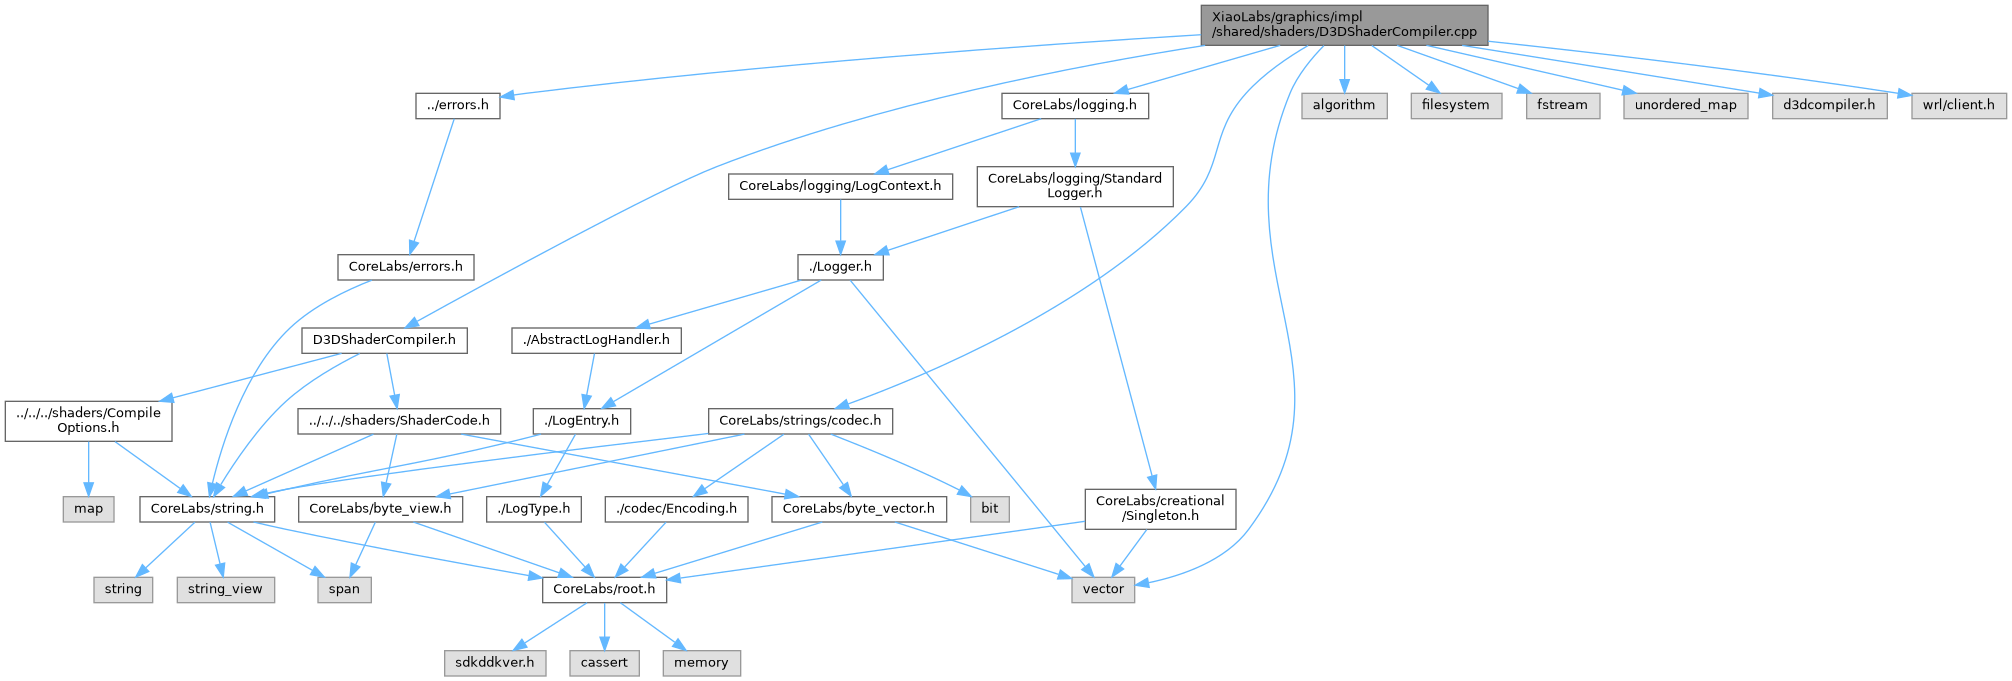 XiaoLabs/graphics/impl
/shared/shaders/D3DShaderCompiler.cpp
../errors.h
CoreLabs/logging.h
algorithm
filesystem
fstream
unordered_map
d3dcompiler.h
wrl/client.h
CoreLabs/logging/LogContext.h
CoreLabs/logging/Standard
Logger.h
CoreLabs/errors.h
./Logger.h
D3DShaderCompiler.h
./AbstractLogHandler.h
../../../shaders/Compile
Options.h
../../../shaders/ShaderCode.h
./LogEntry.h
CoreLabs/strings/codec.h
map
CoreLabs/string.h
CoreLabs/byte_view.h
./LogType.h
./codec/Encoding.h
CoreLabs/byte_vector.h
bit
CoreLabs/creational
/Singleton.h
string
string_view
span
CoreLabs/root.h
vector
sdkddkver.h
cassert
memory